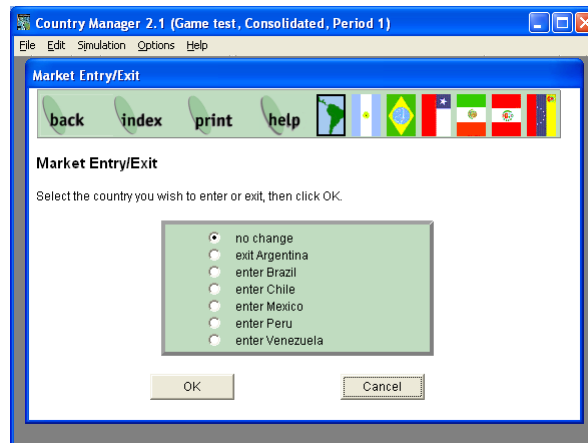 Country Manager 2.1 (Game test, Consolidated, Period 1)
File Edit Simulation Options Help
Market Entry/Exit
back index print help
Market Entry/Exit
Select the country you wish to enter or exit, then click OK.
no change
exit Argentina
enter Brazil
enter Chile
enter Mexico
enter Peru
enter Venezuela
OK Cancel